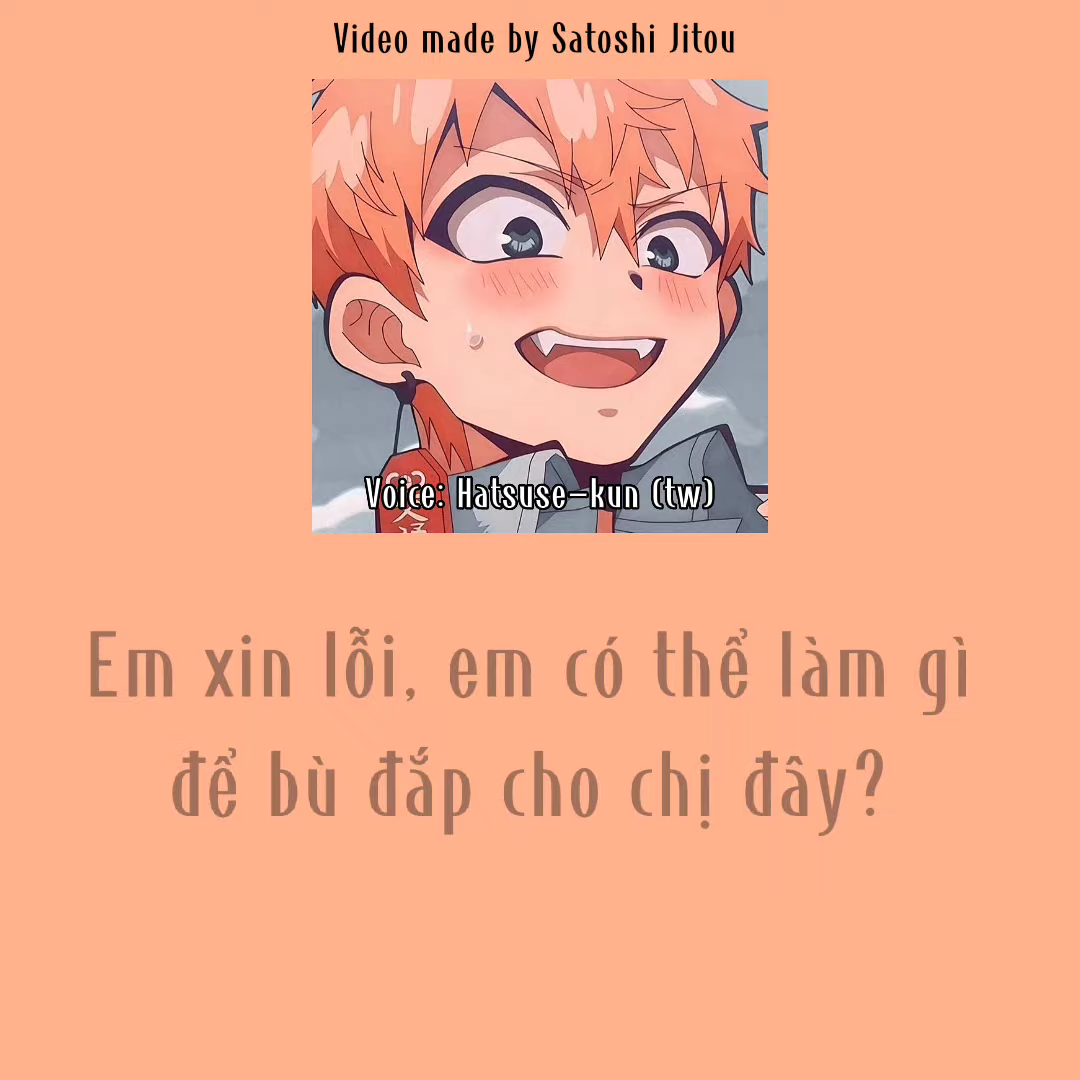 Video made by Satoshi Jitou
Voice: Hatsuse-kun (tw)
Em xin lỗi, em có thể làm gì
để bù đắp cho chị đây?